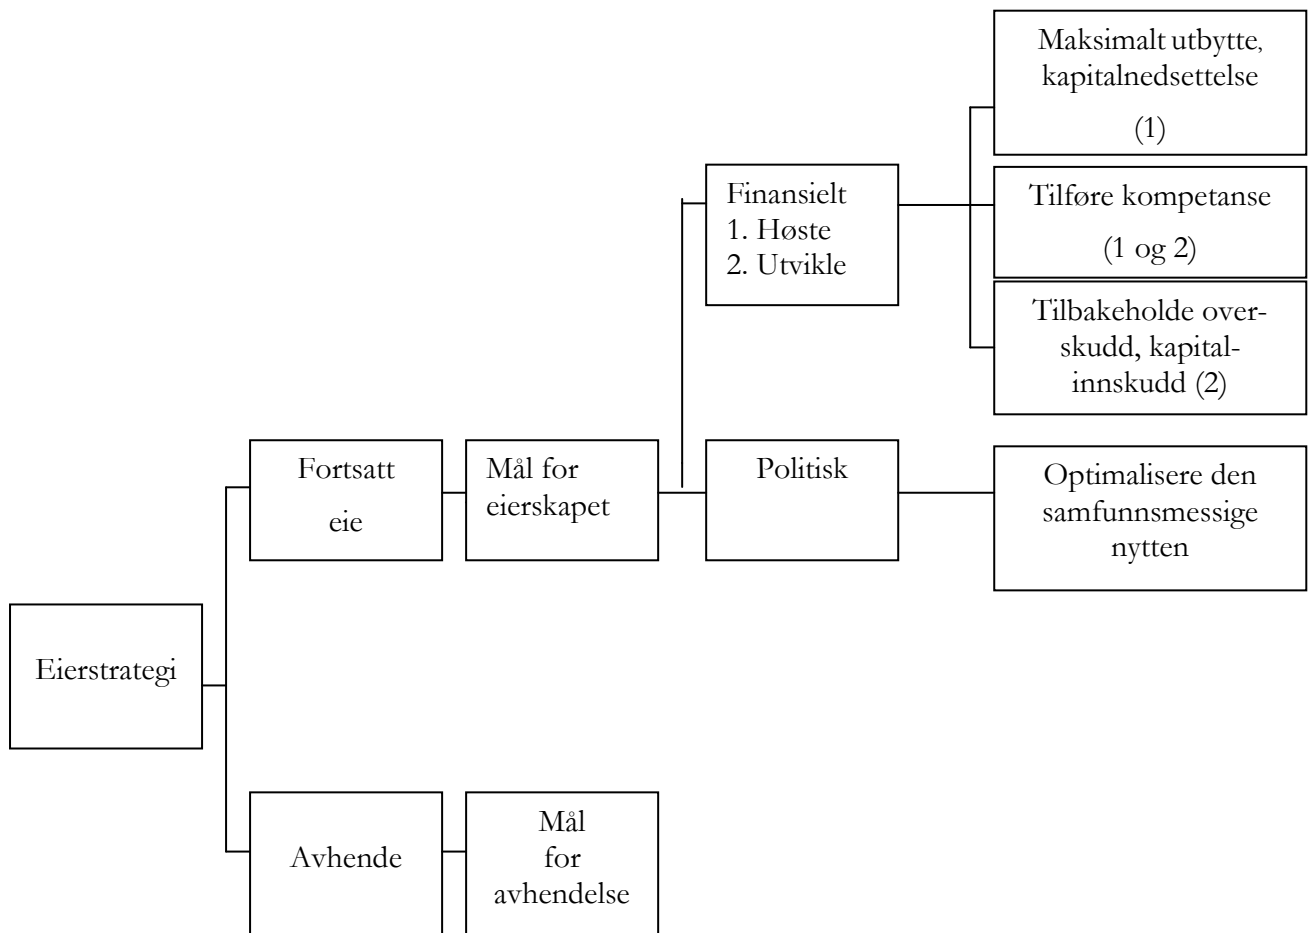 Maksimalt utbytte,
kapitalnedsettelse
(1)
Finansielt
1. Høste
2. Utvikle
Tilføre kompetanse
(1 og 2)
Tilbakeholde over-
skudd, kapital-
innskudd (2)
Fortsatt
eie
Mål for
eierskapet
Politisk
Optimalisere den
samfunnsmessige
nytten
Eierstrategi
Avhende
Mål
for
avhendelse